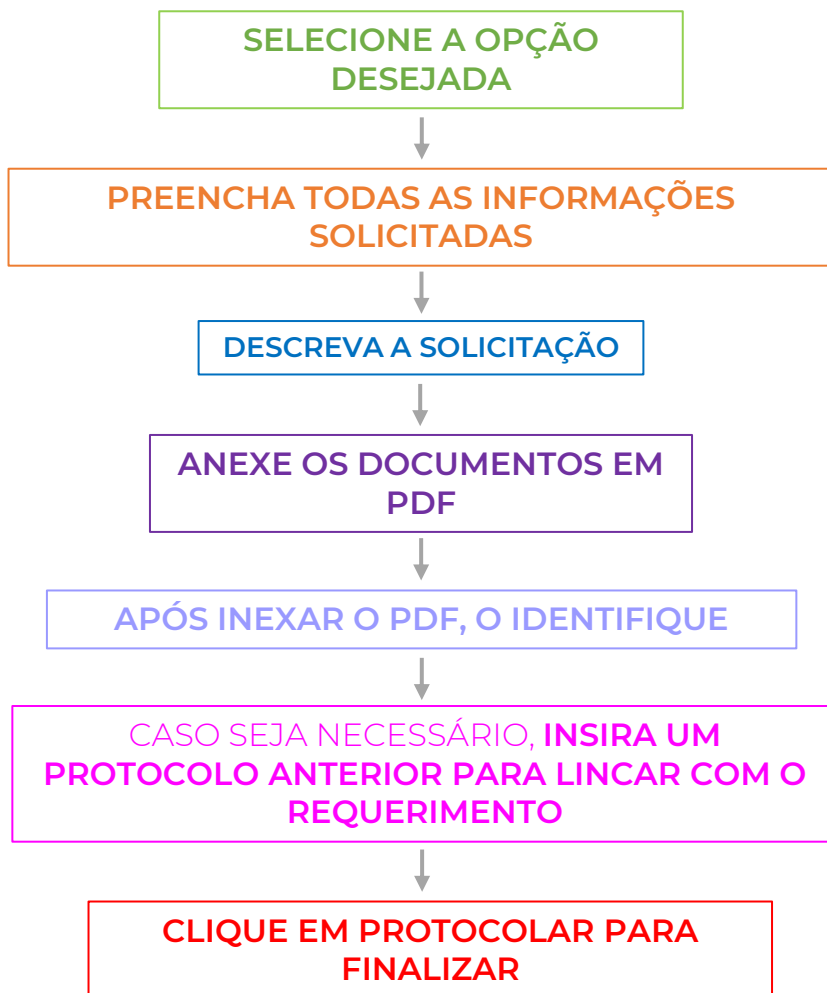 SELECIONE A OPÇÃO
DESEJADA
PREENCHA TODAS AS INFORMAÇÕES
SOLICITADAS
DESCREVA A SOLICITAÇÃO
ANEXE OS DOCUMENTOS EM
PDF
APÓS INEXAR O PDF, O IDENTIFIQUE
CASO SEJA NECESSÁRIO, INSIRA UM
PROTOCOLO ANTERIOR PARA LINCAR COM O
REQUERIMENTO
CLIQUE EM PROTOCOLAR PARA
FINALIZAR